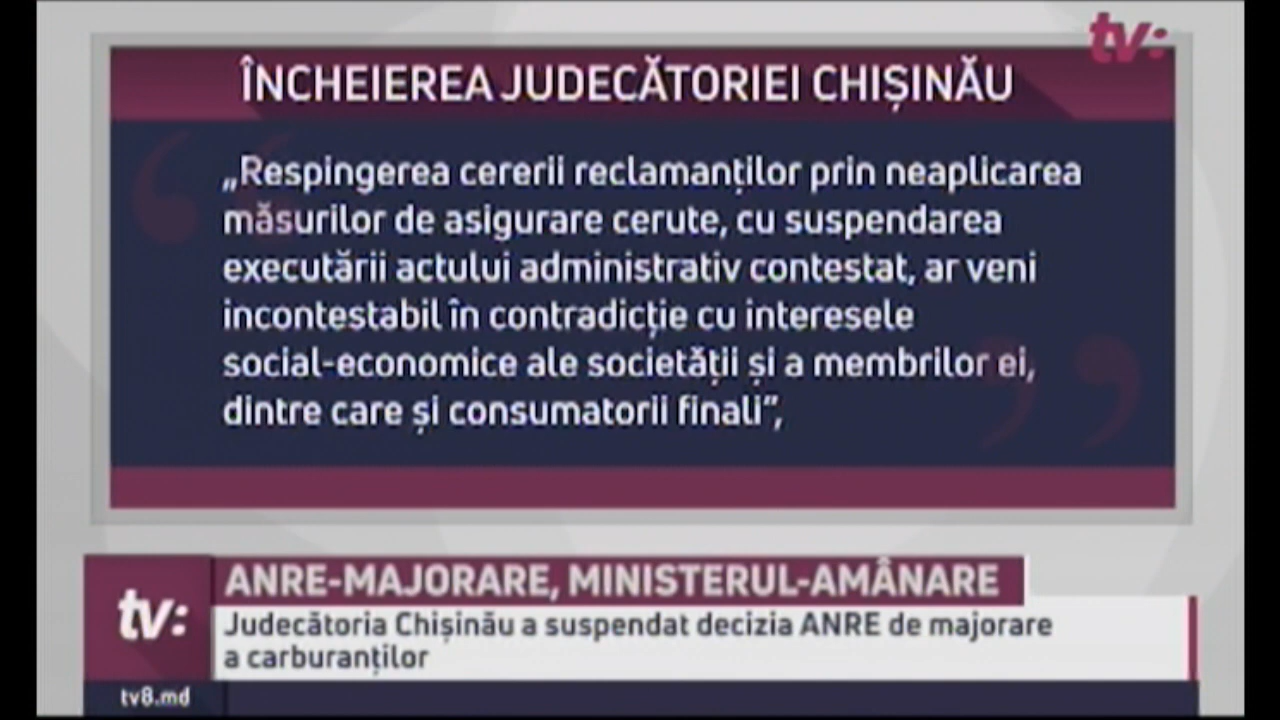 tv:
ÎNCHEIEREA JUDECĂTORIEI CHIȘINĂU
„Respingerea cererii reclamanților prin neaplicarea
măsurilor de asigurare cerute, cu suspendarea
executării actului administrativ contestat, ar veni
incontestabil în contradicție cu interesele
social-economice ale societății și a membrilor ei,
dintre care și consumatorii finali”,
ANRE-MAJORARE, MINISTERUL-AMÂNARE
tv:
Judecătoria Chișinău a suspendat decizia ANRE de majorare
a carburanților
tv8.md